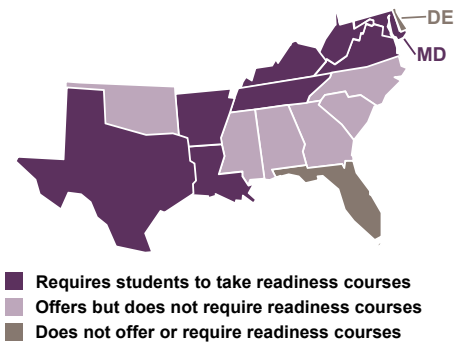 DE
MD
Requires students to take readiness courses
Offers but does not require readiness courses
Does not offer or require readiness courses